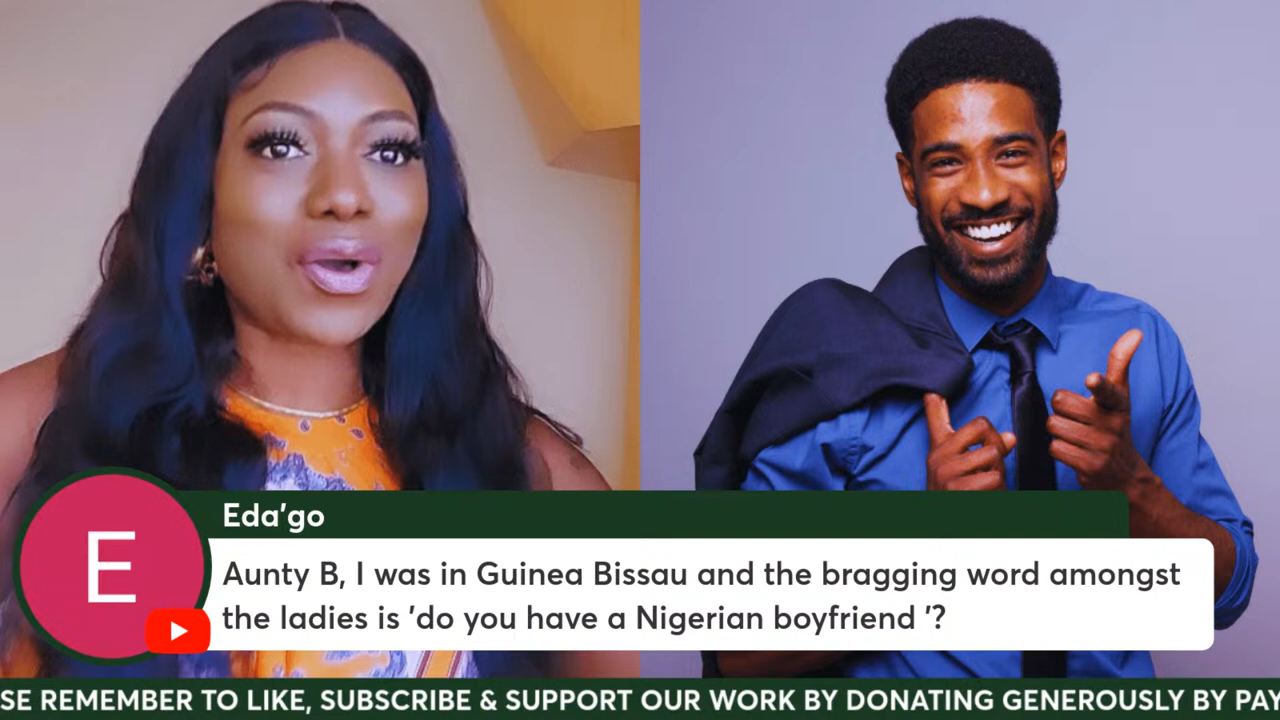 Eda'go
E
Aunty B, I was in Guinea Bissau and the bragging word amongst
the ladies is 'do you have a Nigerian boyfriend '?
SE REMEMBER TO LIKE, SUBSCRIBE & SUPPORT OUR WORK BY DONATING GENEROUSLY BY PAY